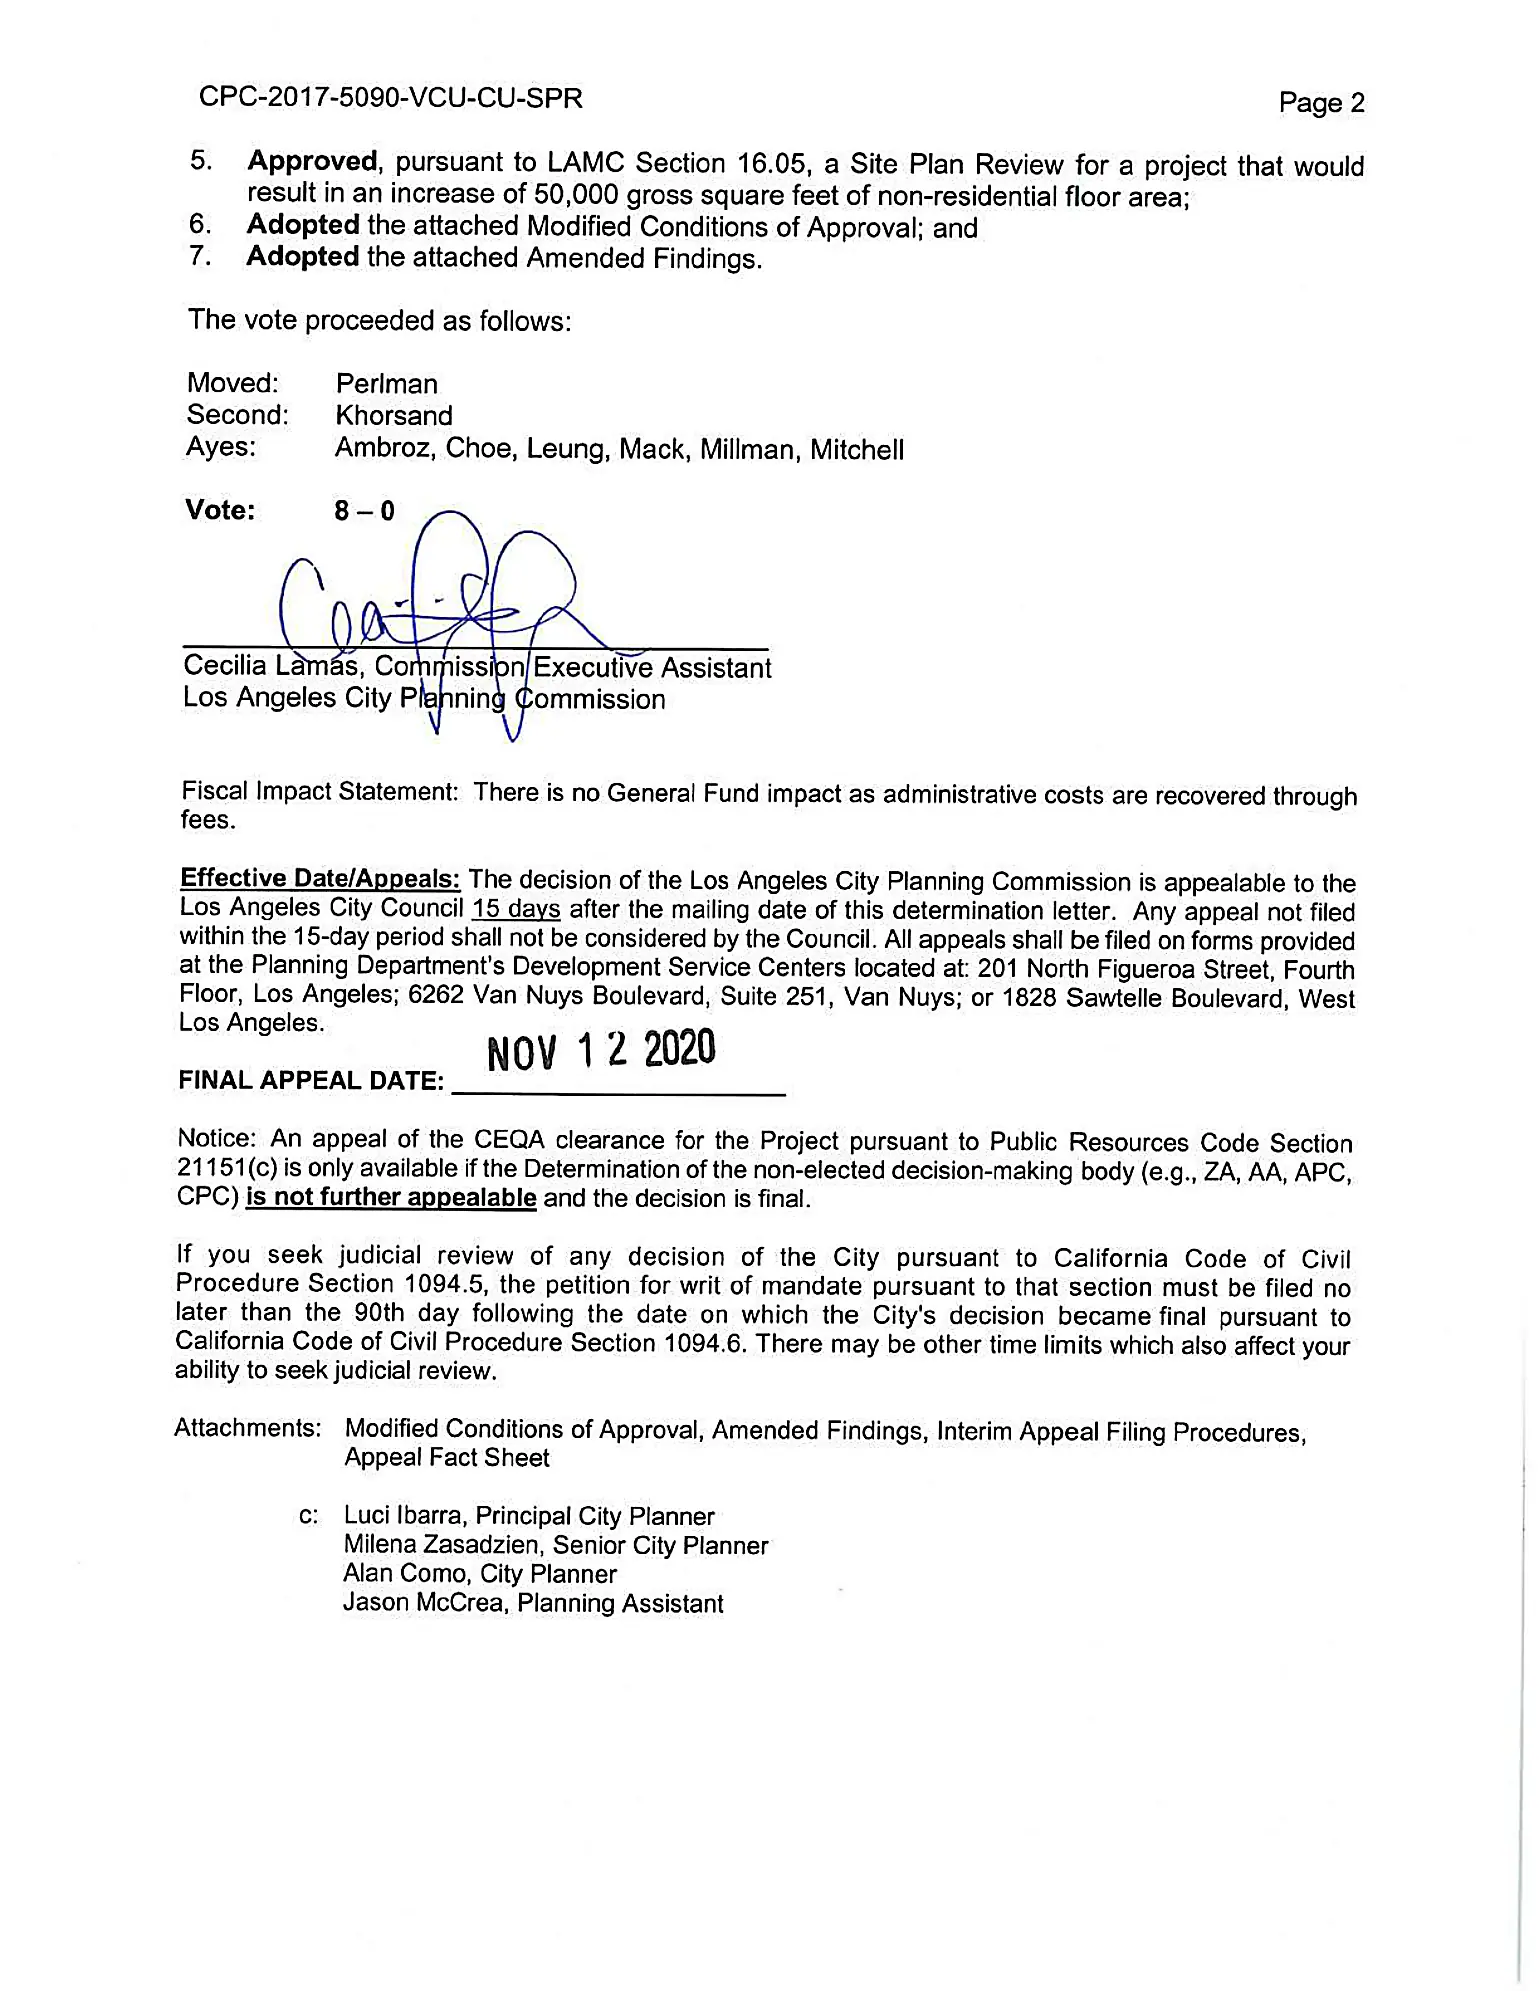 CPC-2017-5090-VCU-CU-SPR
Page 2
5. Approved, pursuant to LAMC Section 16.05, a Site Plan Review for a project that would
result in an increase of 50,000 gross square feet of non-residential floor area;
6. Adopted the attached Modified Conditions of Approval; and
7. Adopted the attached Amended Findings.
The vote proceeded as follows:
Moved: Perlman
Second: Khorsand
Ayes: Ambroz, Choe, Leung, Mack, Millman, Mitchell
Vote: 8 – 0
Cecilia Lamas, Commission Executive Assistant
Los Angeles City Planning Commission
Fiscal Impact Statement: There is no General Fund impact as administrative costs are recovered through
fees.
Effective Date/Appeals: The decision of the Los Angeles City Planning Commission is appealable to the
Los Angeles City Council 15 days after the mailing date of this determination letter. Any appeal not filed
within the 15-day period shall not be considered by the Council. All appeals shall be filed on forms provided
at the Planning Department's Development Service Centers located at: 201 North Figueroa Street, Fourth
Floor, Los Angeles; 6262 Van Nuys Boulevard, Suite 251, Van Nuys; or 1828 Sawtelle Boulevard, West
Los Angeles.
NOV 12 2020
FINAL APPEAL DATE:
Notice: An appeal of the CEQA clearance for the Project pursuant to Public Resources Code Section
21151(c) is only available if the Determination of the non-elected decision-making body (e.g., ZA, AA, APC,
CPC) is not further appealable and the decision is final.
If you seek judicial review of any decision of the City pursuant to California Code of Civil
Procedure Section 1094.5, the petition for writ of mandate pursuant to that section must be filed no
later than the 90th day following the date on which the City's decision became final pursuant to
California Code of Civil Procedure Section 1094.6. There may be other time limits which also affect your
ability to seek judicial review.
Attachments: Modified Conditions of Approval, Amended Findings, Interim Appeal Filing Procedures,
Appeal Fact Sheet
c: Luci Ibarra, Principal City Planner
Milena Zasadzien, Senior City Planner
Alan Como, City Planner
Jason McCrea, Planning Assistant